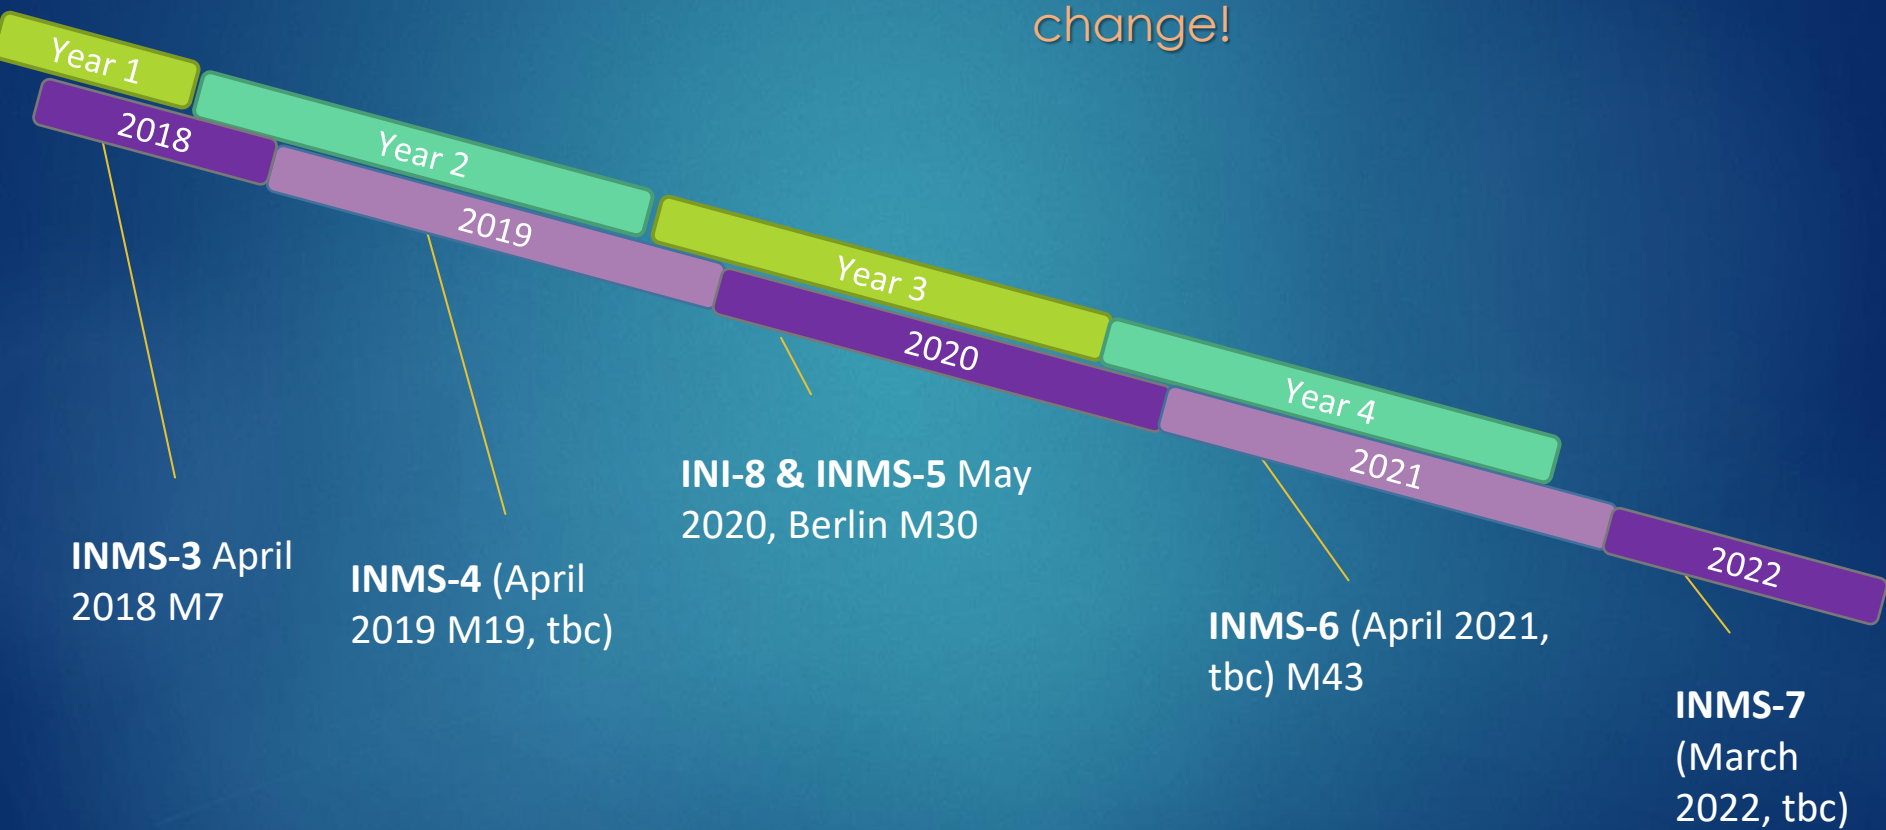 change!
Year 1
2018
Year 2
2019
Year 3
2020
Year 4
2021
2022
INMS-3 April
2018 M7
INMS-4 (April
2019 M19, tbc)
INI-8 & INMS-5 May
2020, Berlin M30
INMS-6 (April 2021,
tbc) M43
INMS-7
(March
2022, tbc)